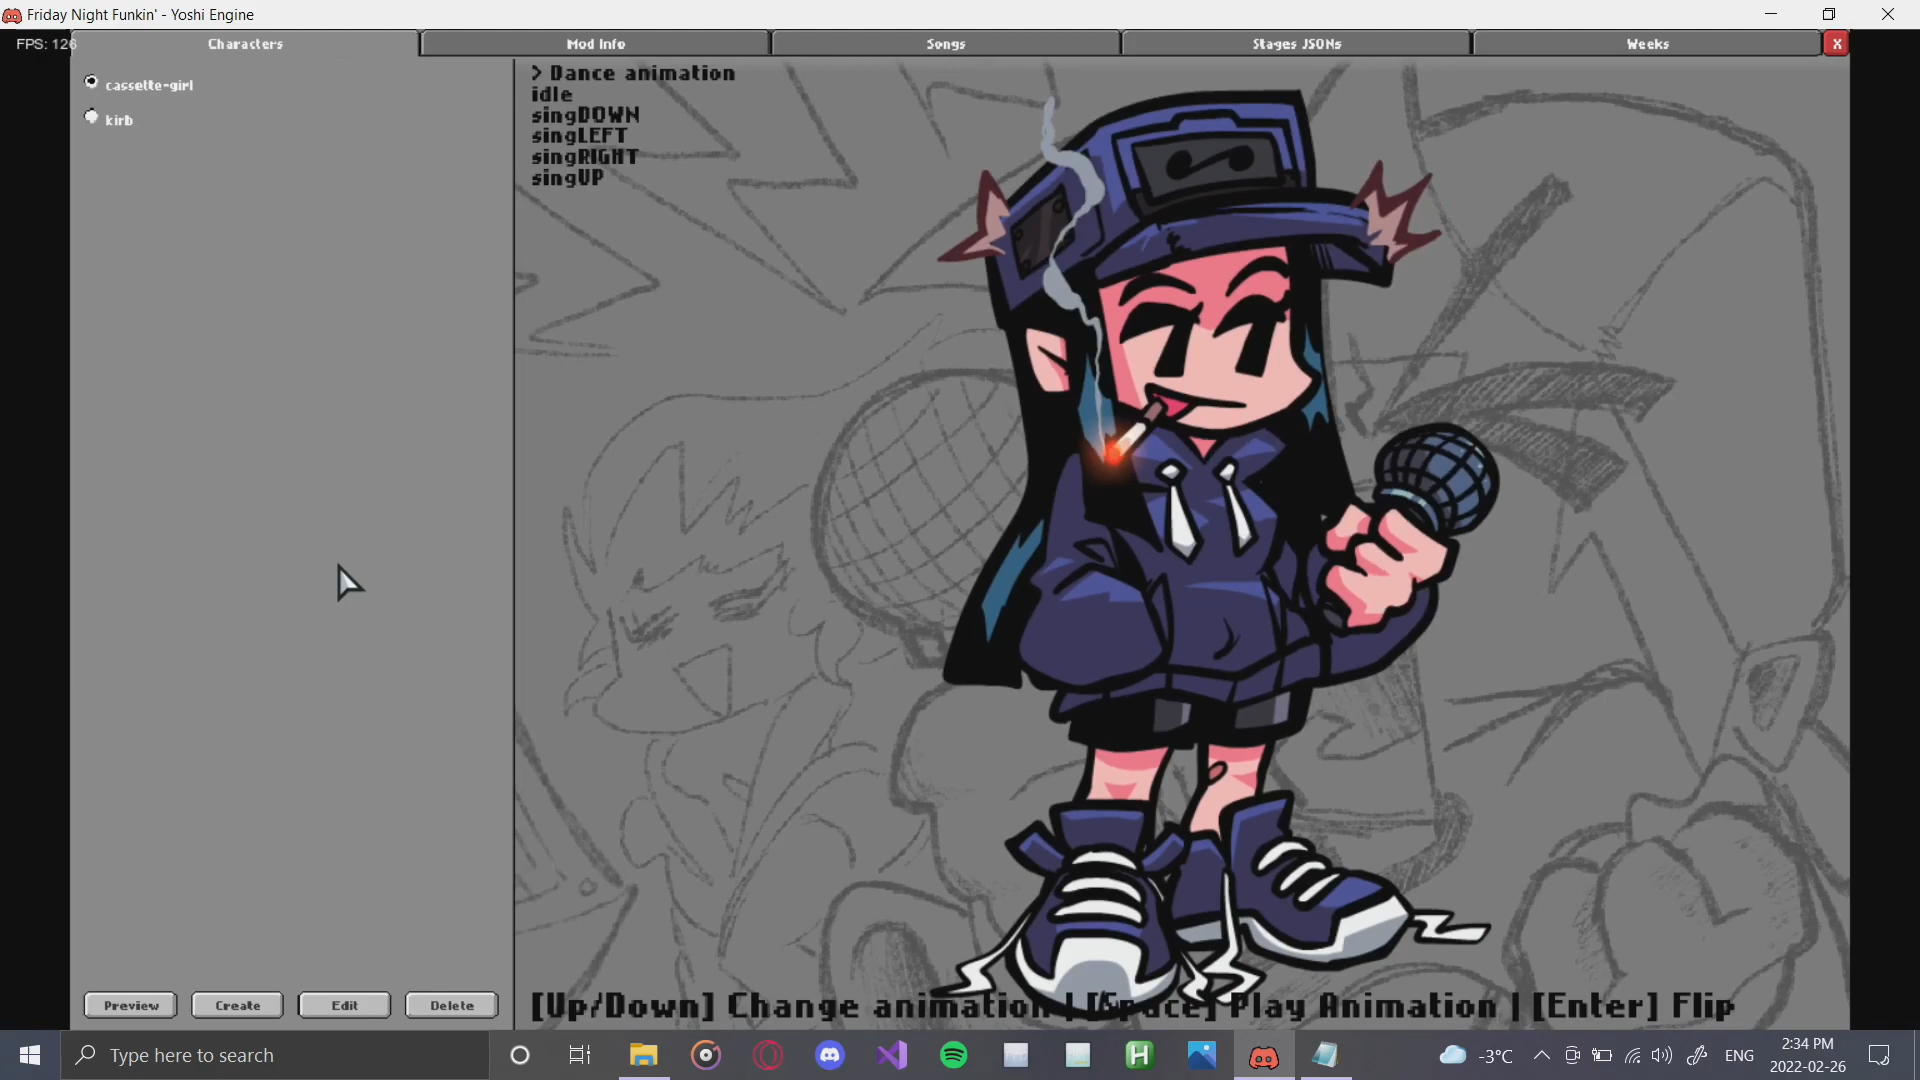 Friday Night Funkin' - Yoshi Engine
FPS: 126
Characters
Mod Info
Songs
Stages JSONs
Weeks
X
cassette-girl
kirb
> Dance animation
idle
singDOWN
singLEFT
singRIGHT
singUP
Preview
Create
Edit
Delete
[Up/Down] Change animation | [Space] Play Animation | [Enter] Flip
Type here to search
-3°C
ENG
2:34 PM
2022-02-26